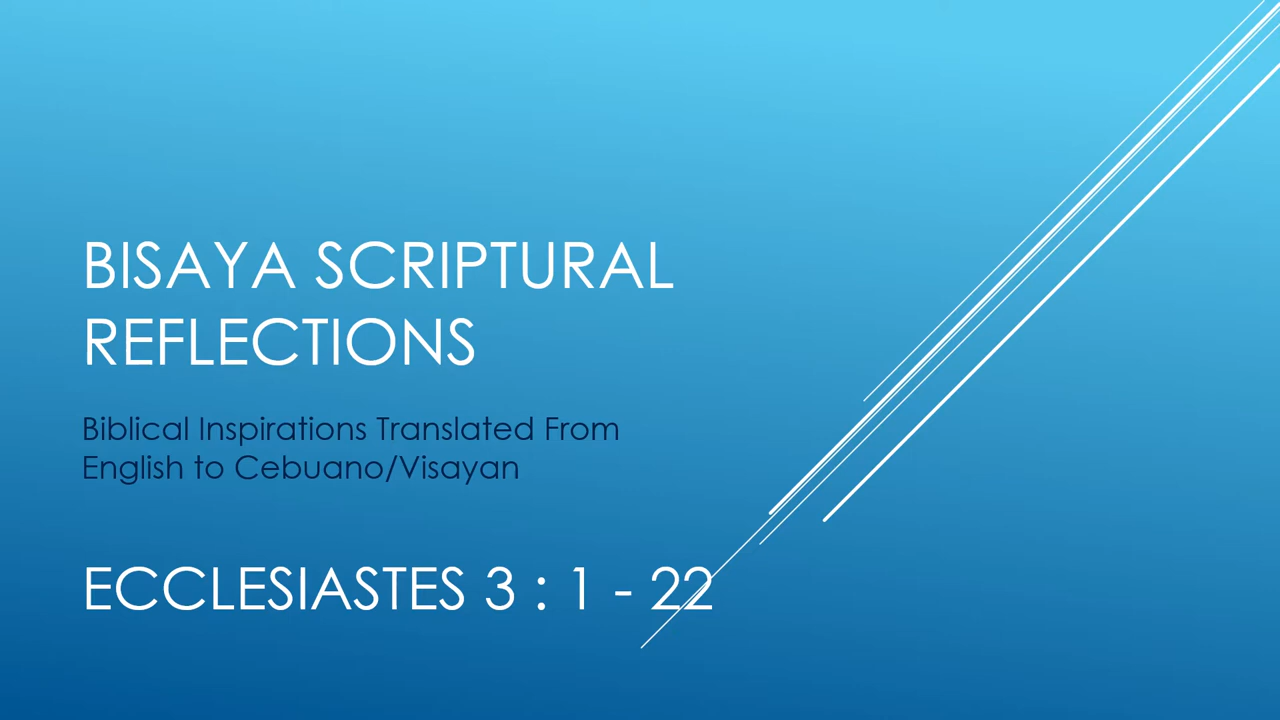 BISAYA SCRIPTURAL
REFLECTIONS
Biblical Inspirations Translated From
English to Cebuano/Visayan
ECCLESIASTES 3 : 1 - 22